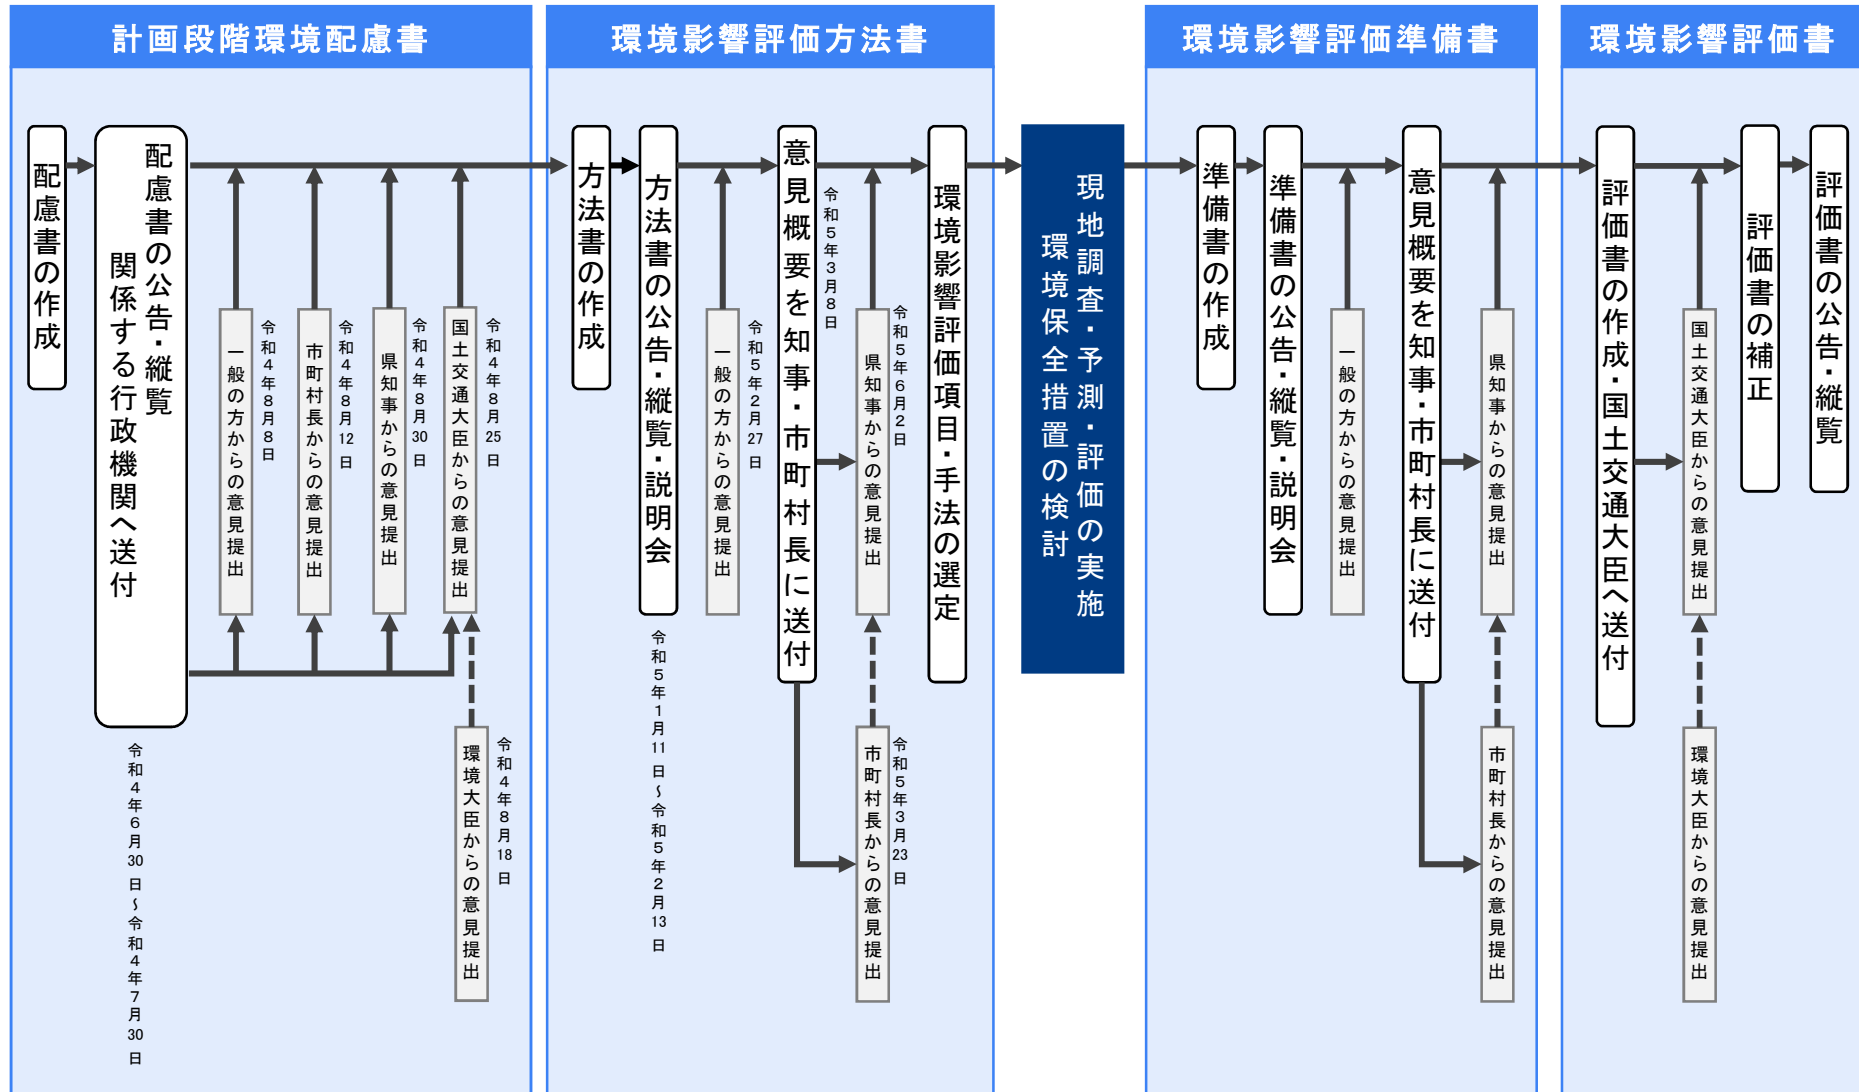 計画段階環境配慮書
配慮書の作成
配慮書の公告・縦覧
関係する行政機関へ送付
令和４年６月30日～令和４年７月30日
一般の方からの意見提出
令和４年８月８日
市町村長からの意見提出
令和４年８月12日
県知事からの意見提出
令和４年８月30日
国土交通大臣からの意見提出
令和４年８月25日
環境大臣からの意見提出
令和４年８月18日
環境影響評価方法書
方法書の作成
方法書の公告・縦覧・説明会
令和５年１月11日～令和５年２月13日
一般の方からの意見提出
令和５年２月27日
意見概要を知事・市町村長に送付
令和５年３月８日
県知事からの意見提出
令和５年６月２日
市町村長からの意見提出
令和５年３月23日
環境影響評価項目・手法の選定
現地調査・予測・評価の実施
環境保全措置の検討
環境影響評価準備書
準備書の作成
準備書の公告・縦覧・説明会
一般の方からの意見提出
意見概要を知事・市町村長に送付
県知事からの意見提出
市町村長からの意見提出
環境影響評価書
評価書の作成・国土交通大臣へ送付
国土交通大臣からの意見提出
環境大臣からの意見提出
評価書の補正
評価書の公告・縦覧